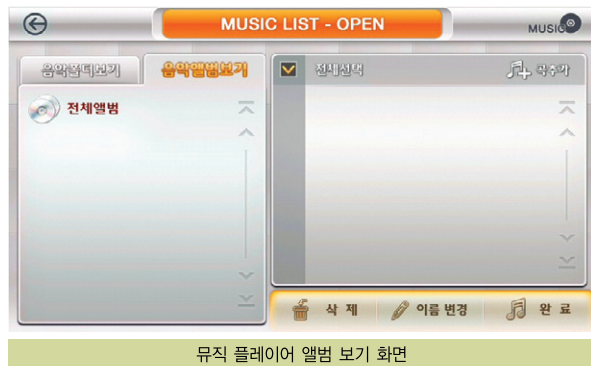 MUSIC LIST - OPEN
MUSIC
음악폴더보기
음악앨범보기
전체선택
곡추가
전체앨범
삭 제
이름 변경
완 료
뮤직 플레이어 앨범 보기 화면